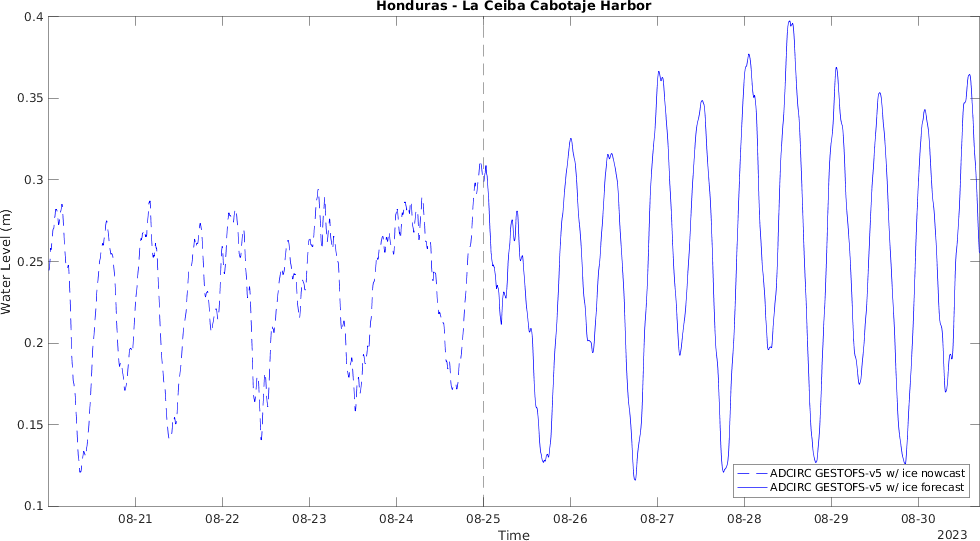 Honduras - La Ceiba Cabotaje Harbor
0.4
0.35
0.3
0.25
0.2
0.15
0.1
Water Level (m)
ADCIRC GESTOFS-v5 w/ ice nowcast
ADCIRC GESTOFS-v5 w/ ice forecast
08-21 08-22 08-23 08-24 08-25 08-26 08-27 08-28 08-29 08-30
Time
2023